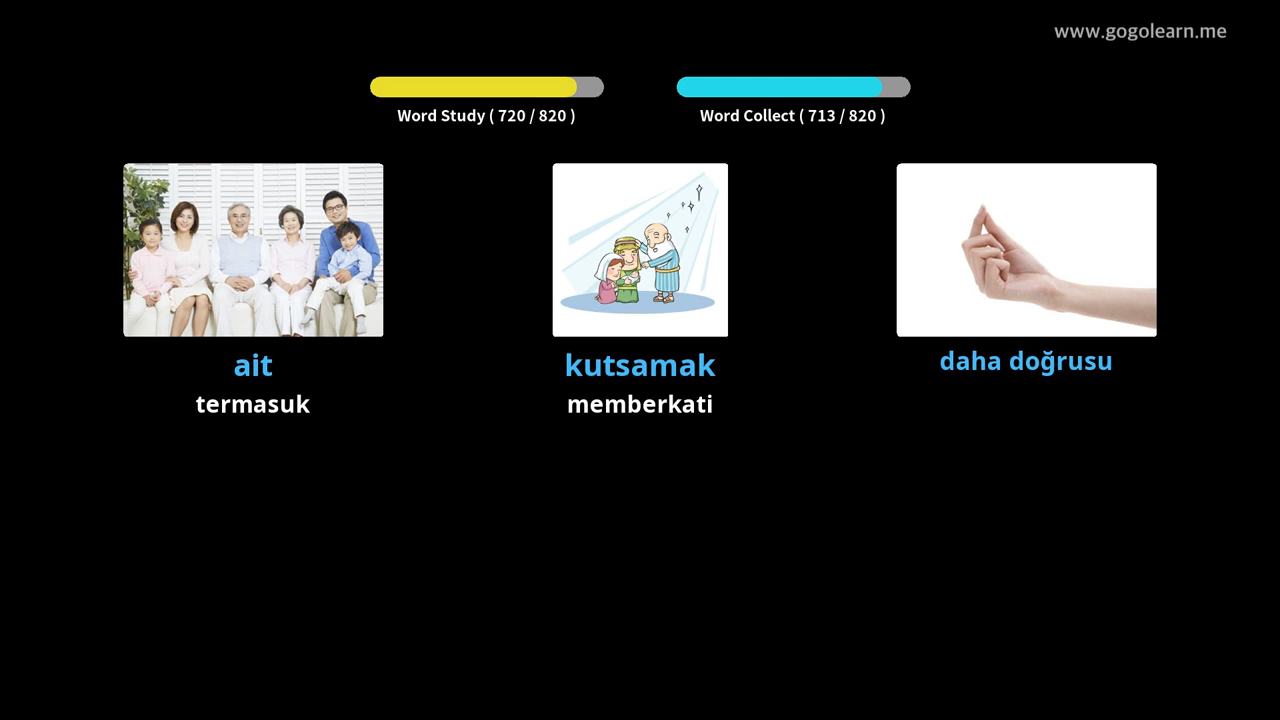 www.gogolearn.me
Word Study ( 720 / 820 )
Word Collect ( 713 / 820 )
ait
termasuk
kutsamak
memberkati
daha doğrusu